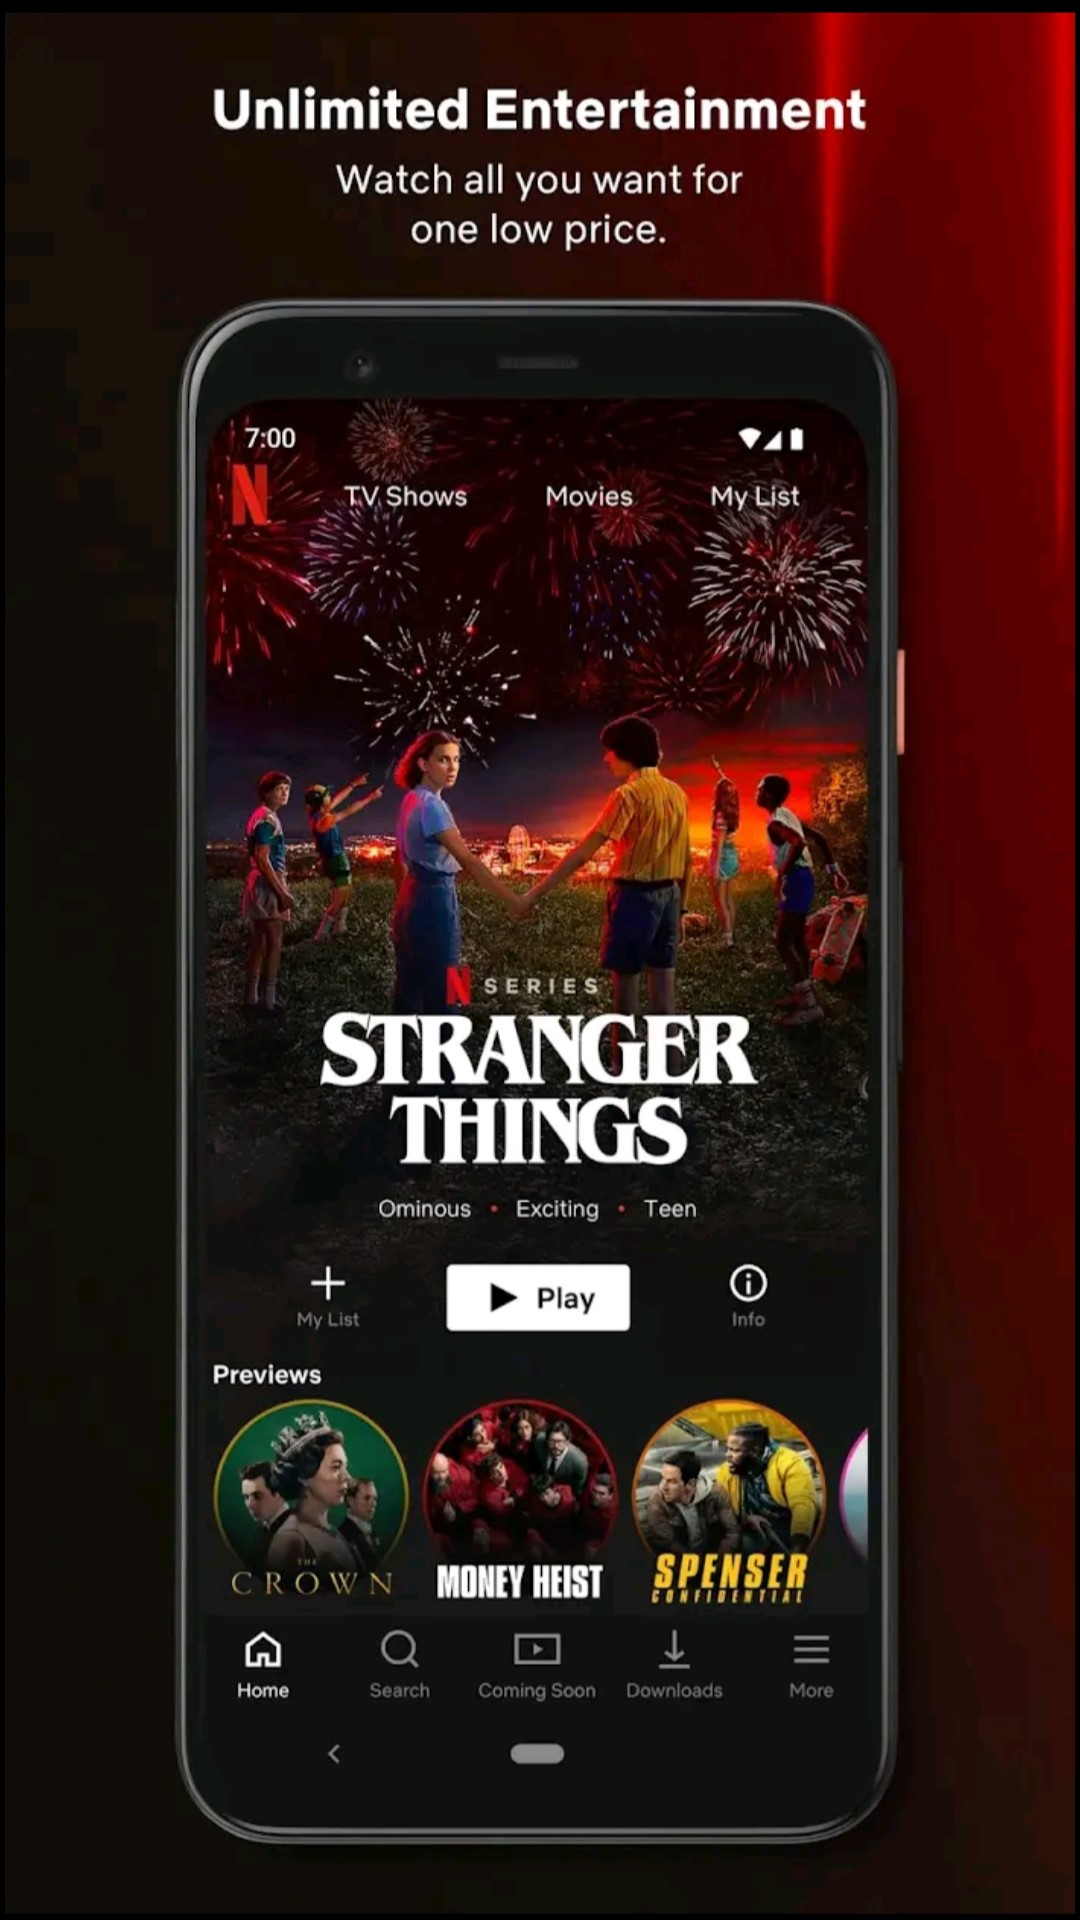 Unlimited Entertainment
Watch all you want for
one low price.
7:00
N TV Shows Movies My List
N SERIES
STRANGER
THINGS
Ominous • Exciting • Teen
My List Play Info
Previews
THE
CROWN
MONEY HEIST
SPENSER
CONFIDENTIAL
Home Search Coming Soon Downloads More